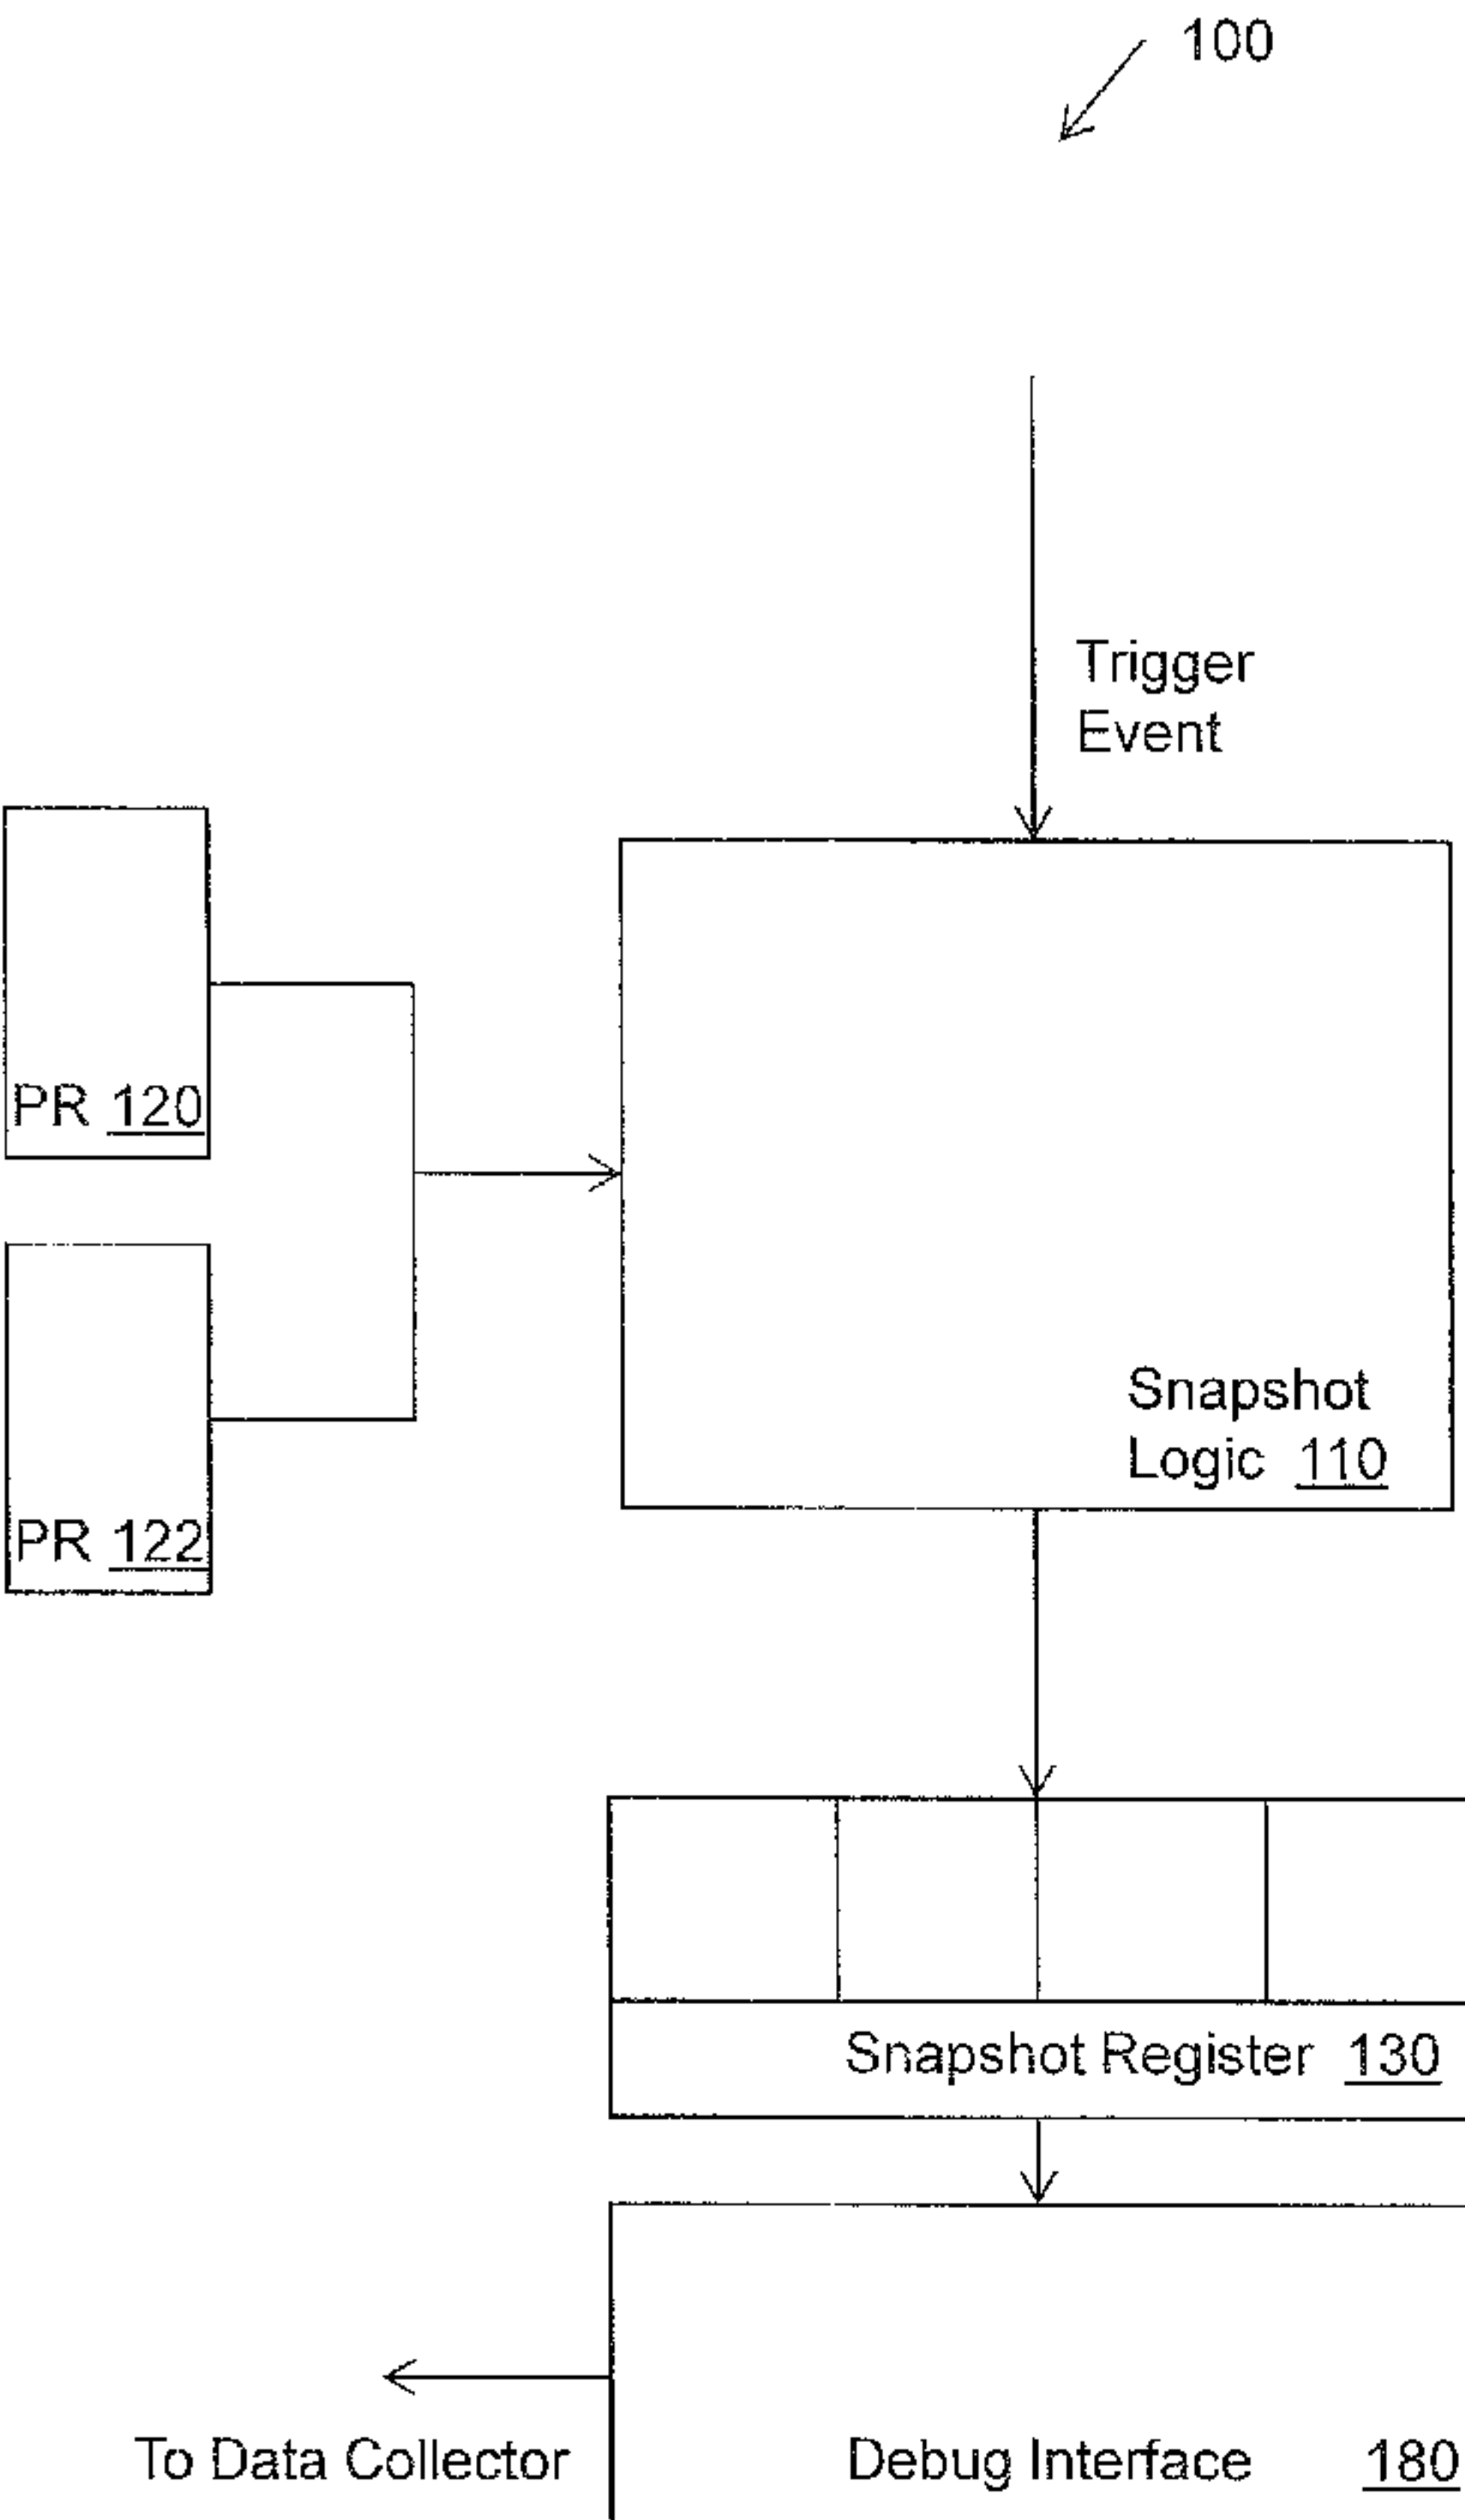 100
Trigger
Event
PR 120
Snapshot
Logic 110
PR 122
Snapshot Register 130
To Data Collector
Debug Interface 180